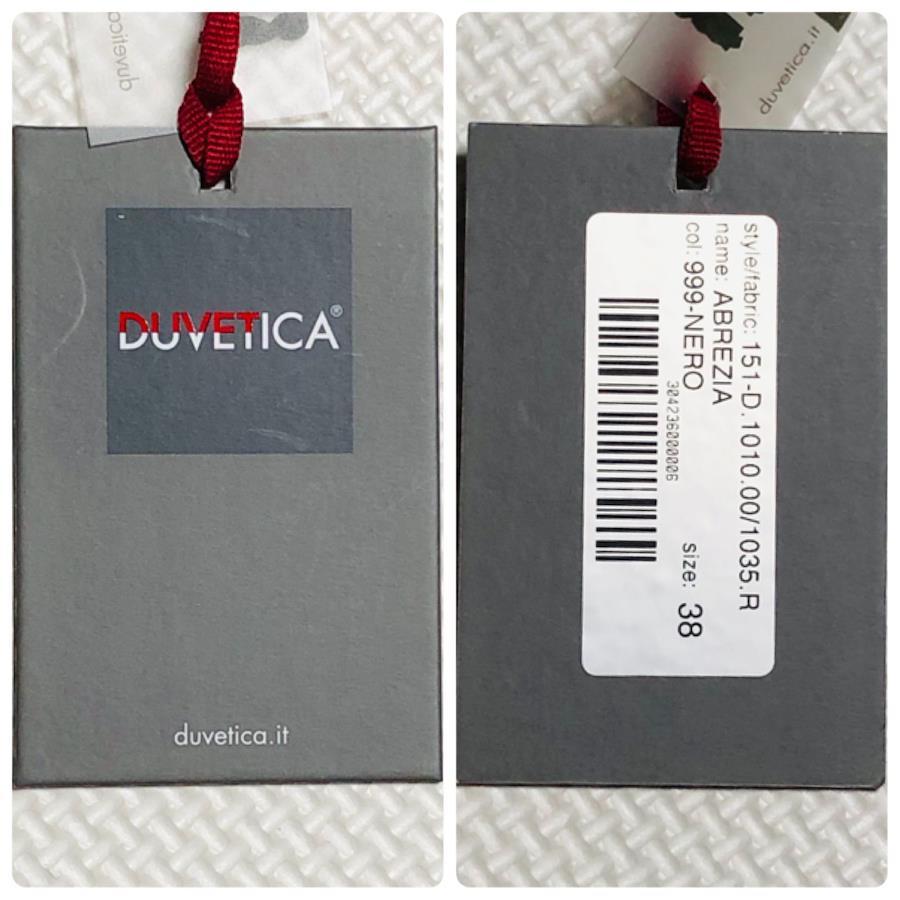 duvetica
DUVETICA®
duvetica.it
duvetica.it
style/fabric: 151-D.1010.00/1035.R
name: ABREZIA
col: 999-NERO
size: 38
304236000006